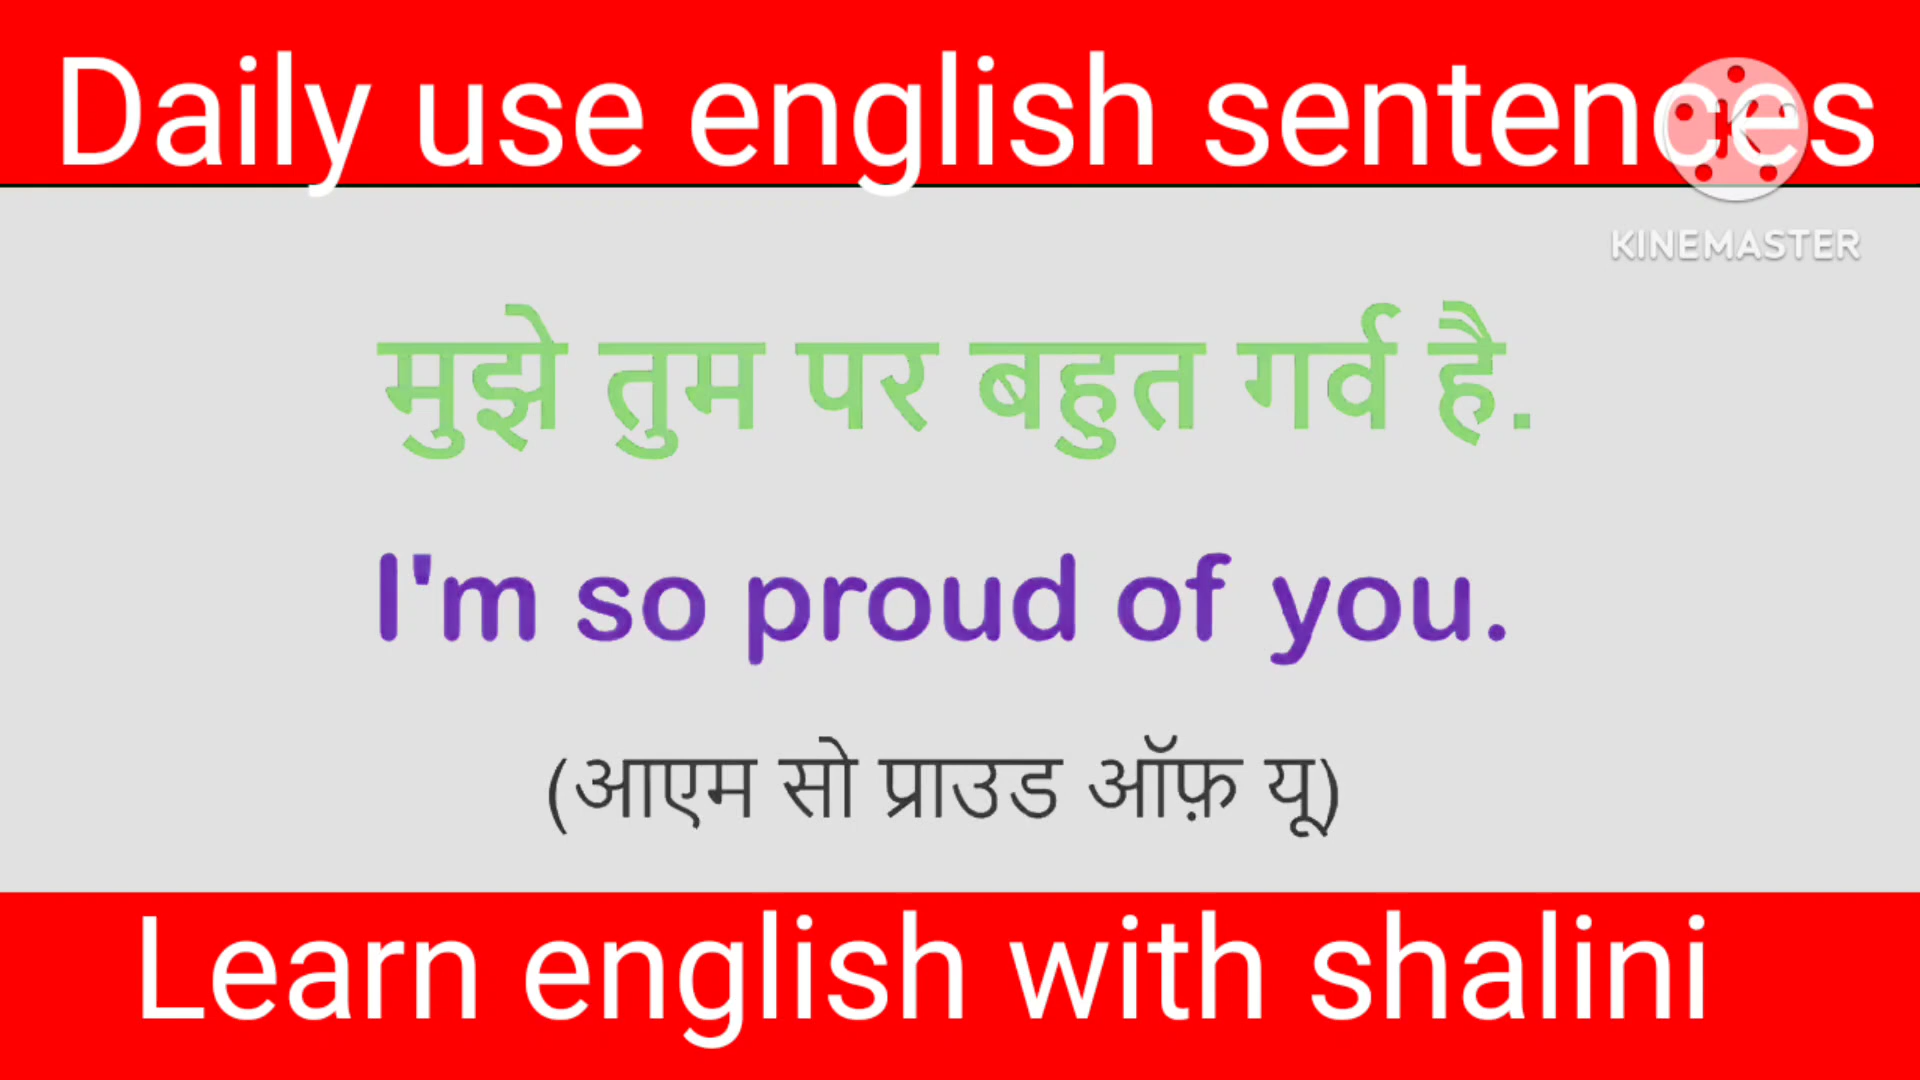 Daily use english sentences
KINEMASTER
मुझे तुम पर बहुत गर्व है.
I'm so proud of you.
(आएम सो प्राउड ऑफ़ यू)
Learn english with shalini